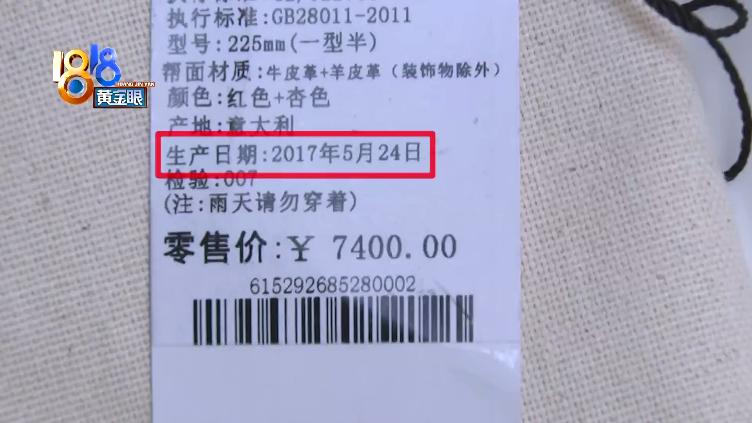 执行标准:GB28011-2011
型号:225mm(一型半)
帮面材质:牛皮革+羊皮革(装饰物除外)
颜色:红色+杏色
产地:意大利
生产日期:2017年5月24日
检验:007
(注:雨天请勿穿着)
零售价:¥ 7400.00
615292685280002
1818
黄金眼